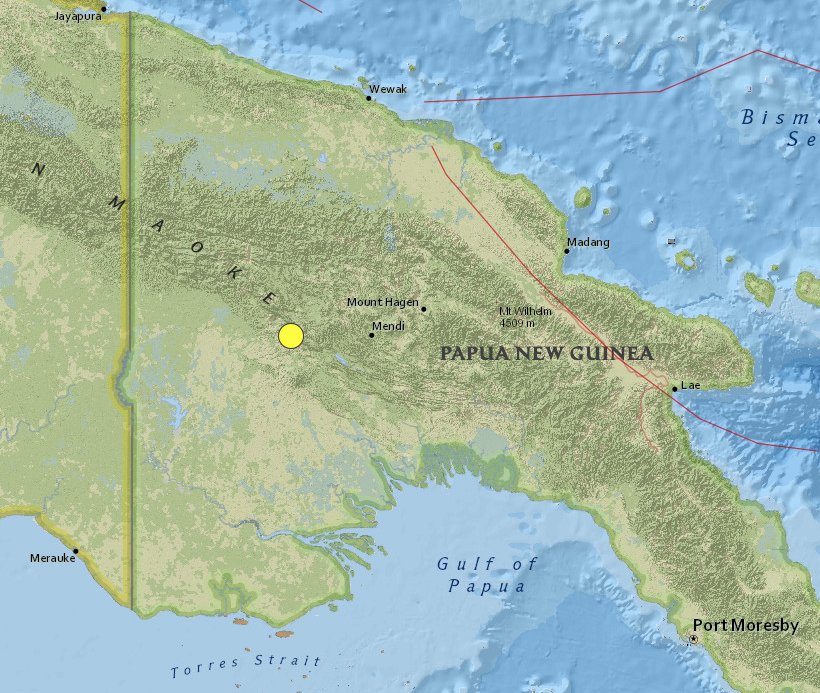 Jayapura
Wewak
Bisma
Se
N MAOKE
Madang
Mount Hagen
Mt Wilhelm
4509 m
Mendi
PAPUA NEW GUINEA
Lae
Merauke
Gulf of
Papua
Port Moresby
Torres Strait